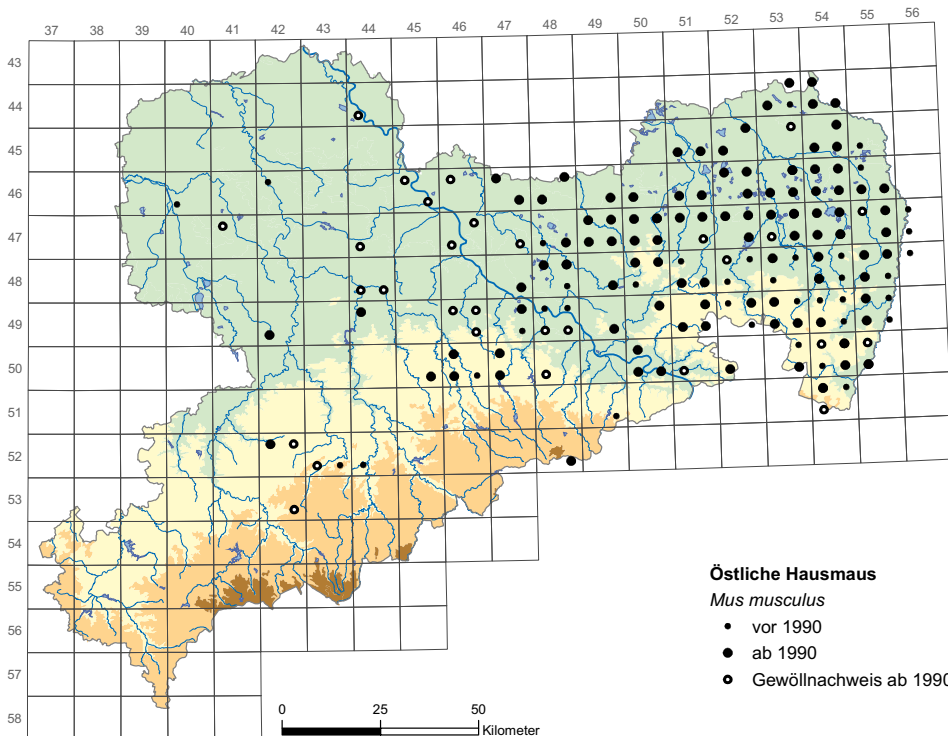 37 38 39 40 41 42 43 44 45 46 47 48 49 50 51 52 53 54 55 56
43
44
45
46
47
48
49
50
51
52
53
54
55
56
57
58
Östliche Hausmaus
Mus musculus
vor 1990
ab 1990
Gewöllnachweis ab 1990
0 25 50
Kilometer